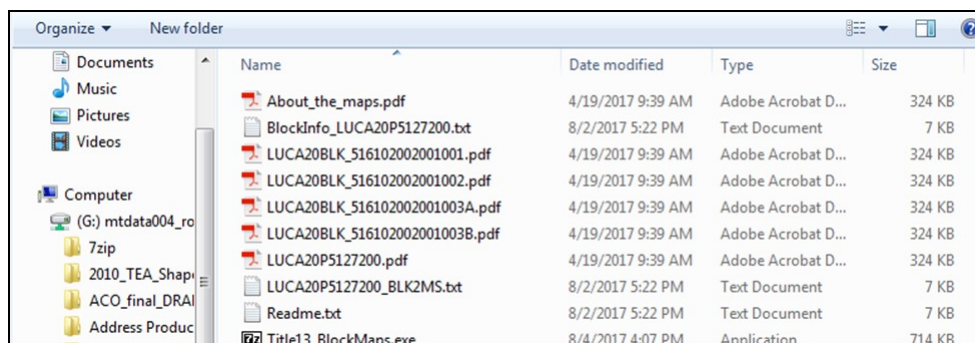 Organize New folder
Documents
Music
Pictures
Videos
Computer
(G:) mtdata004_ro
7zip
2010_TEA_Shap
ACO_final_DRA
Address Produc
Name Date modified Type Size
About_the_maps.pdf 4/19/2017 9:39 AM Adobe Acrobat D... 324 KB
BlockInfo_LUCA20P5127200.txt 8/2/2017 5:22 PM Text Document 7 KB
LUCA20BLK_516102002001001.pdf 4/19/2017 9:39 AM Adobe Acrobat D... 324 KB
LUCA20BLK_516102002001002.pdf 4/19/2017 9:39 AM Adobe Acrobat D... 324 KB
LUCA20BLK_516102002001003A.pdf 4/19/2017 9:39 AM Adobe Acrobat D... 324 KB
LUCA20BLK_516102002001003B.pdf 4/19/2017 9:39 AM Adobe Acrobat D... 324 KB
LUCA20P5127200.pdf 4/19/2017 9:39 AM Adobe Acrobat D... 324 KB
LUCA20P5127200_BLK2MS.txt 8/2/2017 5:22 PM Text Document 7 KB
Readme.txt 8/2/2017 5:22 PM Text Document 7 KB
Title13_BlockMaps.exe 8/4/2017 4:07 PM Application 714 KB